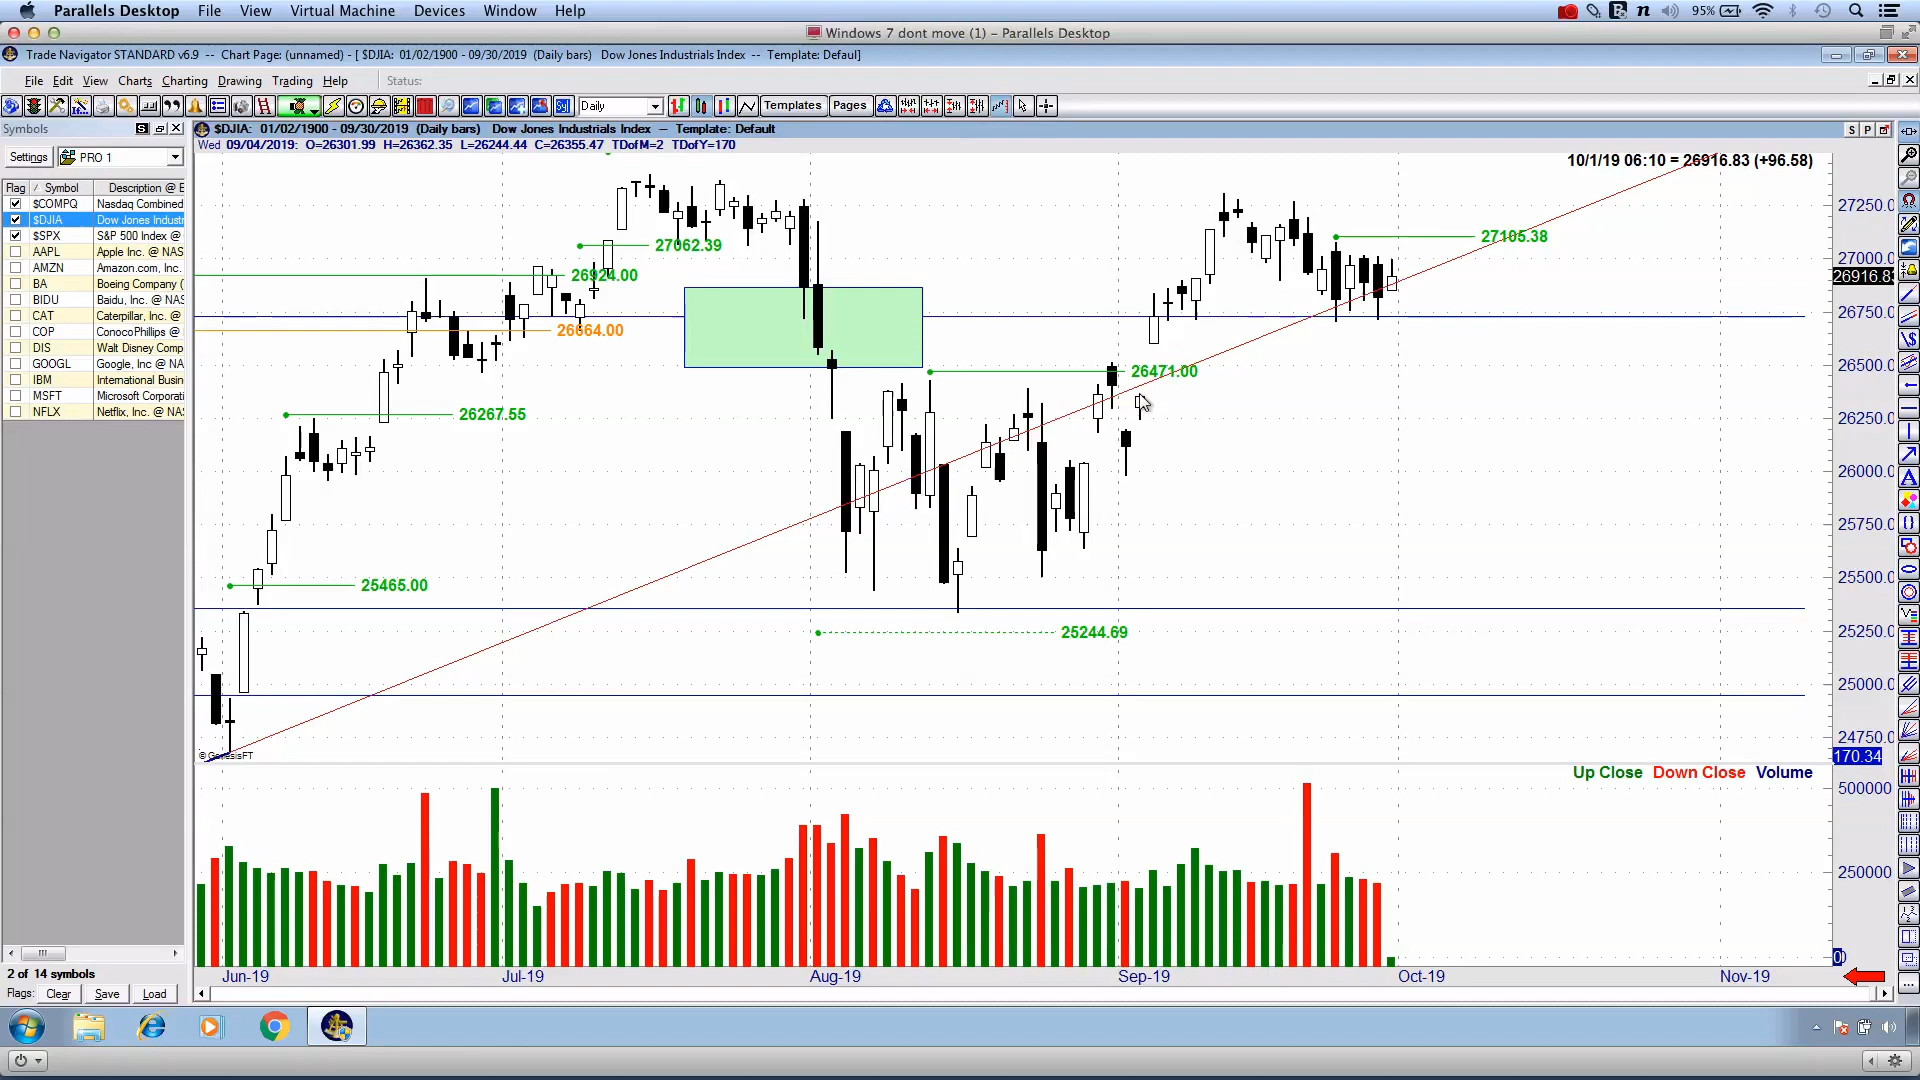 Parallels Desktop File View Virtual Machine Devices Window Help 95%
Windows 7 dont move (1) - Parallels Desktop
Trade Navigator STANDARD v6.9 -- Chart Page: (unnamed) - [ $DJIA: 01/02/1900 - 09/30/2019 (Daily bars) Dow Jones Industrials Index -- Template: Defaul]
File Edit View Charts Charting Drawing Trading Help Status:
Daily Templates Pages
Symbols
$DJIA: 01/02/1900 - 09/30/2019 (Daily bars) Dow Jones Industrials Index -- Template: Default
S P
Wed 09/04/2019: O=26301.99 H=26362.35 L=26244.44 C=26355.47 TDofM=2 TDofY=170
Settings PRO 1
10/1/19 06:10 = 26916.83 (+96.58)
Flag Symbol Description @ E
$COMPQ Nasdaq Combined
$DJIA Dow Jones Industri
$SPX S&P 500 Index @
AAPL Apple Inc. @ NAS
AMZN Amazon.com, Inc.
BA Boeing Company (
BIDU Baidu, Inc. @ NAS
CAT Caterpillar, Inc. @
COP ConocoPhillips @
DIS Walt Disney Comp
GOOGL Google, Inc @ NA
IBM International Busin
MSFT Microsoft Corporati
NFLX Netflix, Inc. @ NAS
27250.0
27000.0
26916.83
26750.0
26500.0
26250.0
26000.0
25750.0
25500.0
25250.0
25000.0
24750.0
170.34
27062.39
27105.38
26924.00
26664.00
26471.00
26267.55
25465.00
25244.69
© GenesisFT
Up Close Down Close Volume
500000
250000
0
Jun-19 Jul-19 Aug-19 Sep-19 Oct-19 Nov-19
2 of 14 symbols
Flags: Clear Save Load